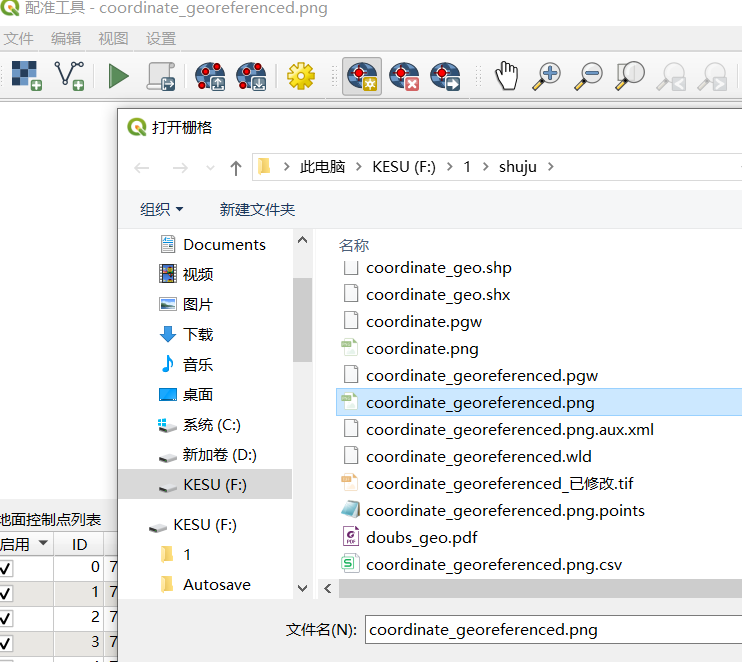 配准工具 - coordinate_georeferenced.png
文件 编辑 视图 设置
打开栅格
此电脑 > KESU (F:) > 1 > shuju >
组织 新建文件夹
Documents
视频
图片
下载
音乐
桌面
系统 (C:)
新加卷 (D:)
KESU (F:)
KESU (F:)
1
Autosave
名称
coordinate_geo.shp
coordinate_geo.shx
coordinate.pgw
coordinate.png
coordinate_georeferenced.pgw
coordinate_georeferenced.png
coordinate_georeferenced.png.aux.xml
coordinate_georeferenced.wld
coordinate_georeferenced_已修改.tif
coordinate_georeferenced.png.points
doubs_geo.pdf
coordinate_georeferenced.png.csv
地面控制点列表
启用 ID
0 7
1 7
2 7
3 7
文件名(N): coordinate_georeferenced.png